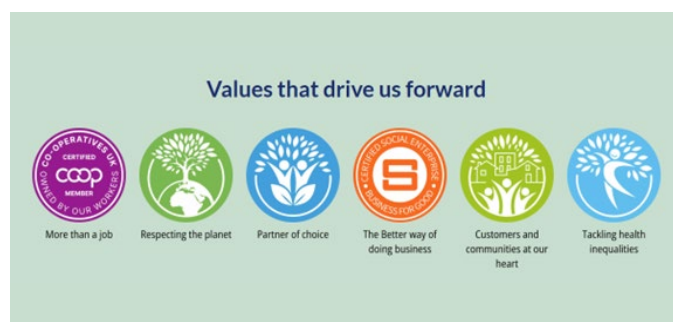 Values that drive us forward
CO-OPERATIVES UK
CERTIFIED
COOP
MEMBER
OWNED BY OUR WORKERS
More than a job
Respecting the planet
Partner of choice
CERTIFIED SOCIAL ENTERPRISE
S
BUSINESS FOR GOOD
The Better way of
doing business
Customers and
communities at our
heart
Tackling health
inequalities